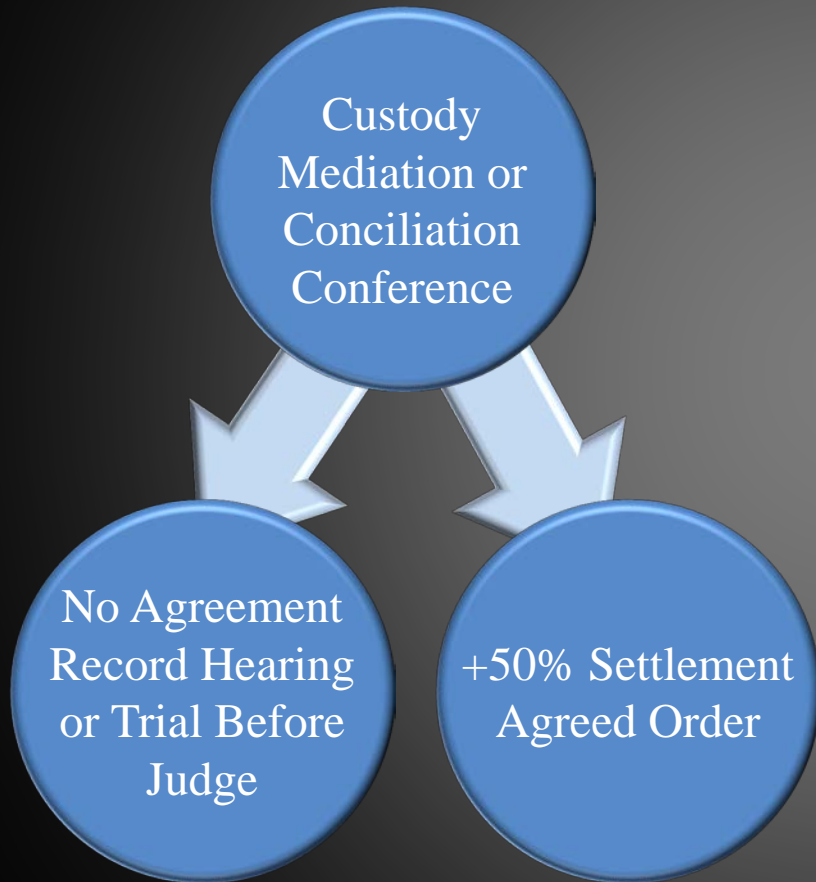 Custody
Mediation or
Conciliation
Conference
No Agreement
Record Hearing
or Trial Before
Judge
+50% Settlement
Agreed Order